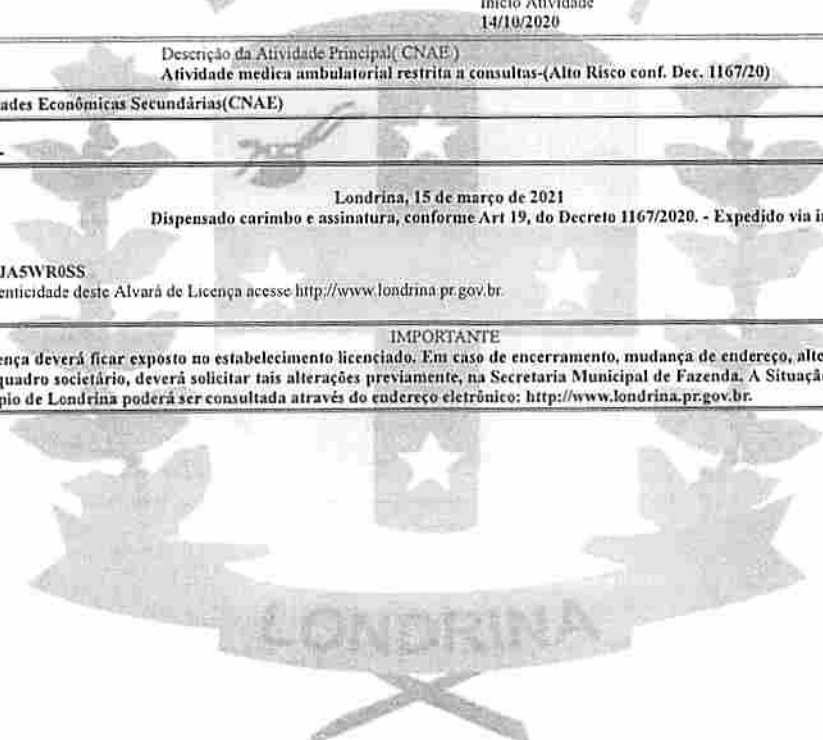 Início Atividade
14/10/2020
Descrição da Atividade Principal( CNAE )
Atividade medica ambulatorial restrita a consultas-(Alto Risco conf. Dec. 1167/20)
ades Econômicas Secundárias(CNAE)
Londrina, 15 de março de 2021
Dispensado carimbo e assinatura, conforme Art 19, do Decreto 1167/2020. - Expedido via i
JA5WR0SS
enticidade deste Alvará de Licença acesse http://www.londrina.pr.gov.br.
IMPORTANTE
ença deverá ficar exposto no estabelecimento licenciado. Em caso de encerramento, mudança de endereço, alte
quadro societário, deverá solicitar tais alterações previamente, na Secretaria Municipal de Fazenda. A Situaçã
pio de Londrina poderá ser consultada através do endereço eletrônico: http://www.londrina.pr.gov.br.
LONDRINA